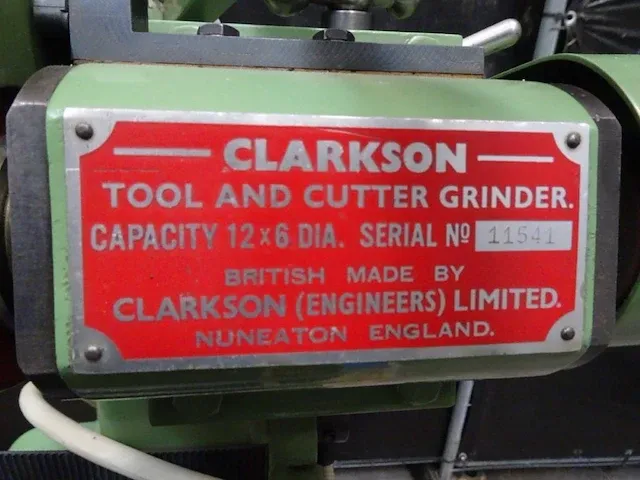 CLARKSON
TOOL AND CUTTER GRINDER.
CAPACITY 12 x 6 DIA. SERIAL Nº 11541
BRITISH MADE BY
CLARKSON (ENGINEERS) LIMITED.
NUNEATON ENGLAND.